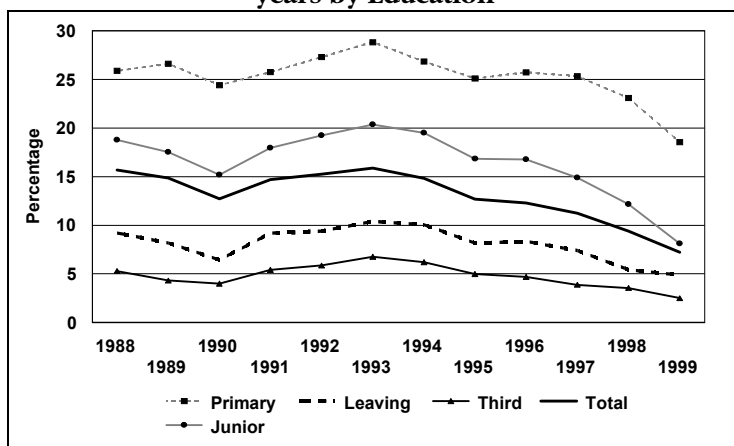 years by Education
30
25
20
15
10
5
0
Percentage
1988 1990 1992 1994 1996 1998
1989 1991 1993 1995 1997 1999
Primary Leaving Third Total
Junior